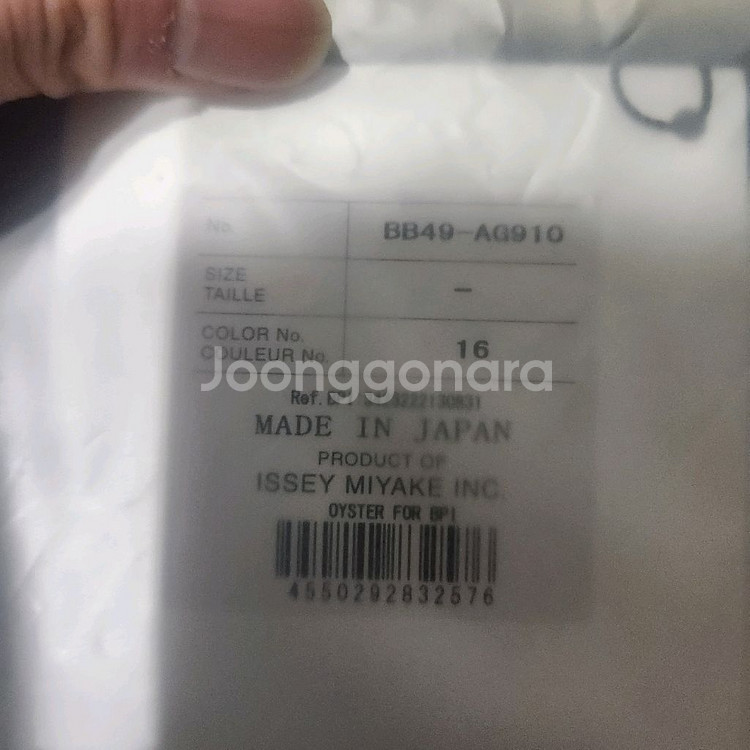 No. BB49-AG910
SIZE
TAILLE -
COLOR No.
COULEUR No. 16
Joonggonara
Ref.
MADE IN JAPAN
PRODUCT OF
ISSEY MIYAKE INC.
OYSTER FOR BPI
4550292832576